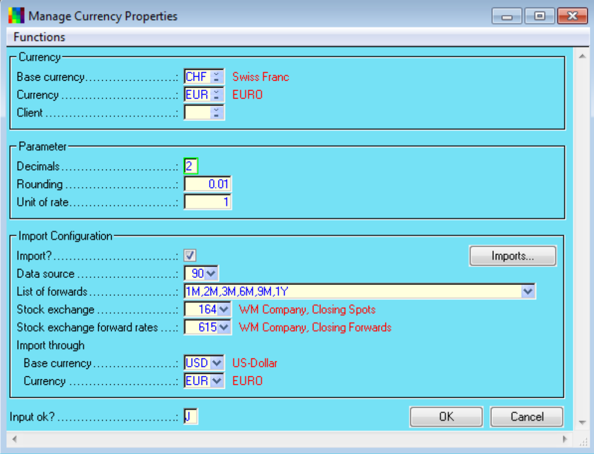 Manage Currency Properties
Functions
Currency
Base currency......................: CHF Swiss Franc
Currency............................: EUR EURO
Client.................................:
Parameter
Decimals............................: 2
Rounding...........................: 0.01
Unit of rate.........................: 1
Import Configuration
Import?..............................: Imports...
Data source.......................: 90
List of forwards....................: 1M,2M,3M,6M,9M,1Y
Stock exchange..................: 164 WM Company, Closing Spots
Stock exchange forward rates....: 615 WM Company, Closing Forwards
Import through
Base currency....................: USD US-Dollar
Currency..........................: EUR EURO
Input ok?............................: J OK Cancel